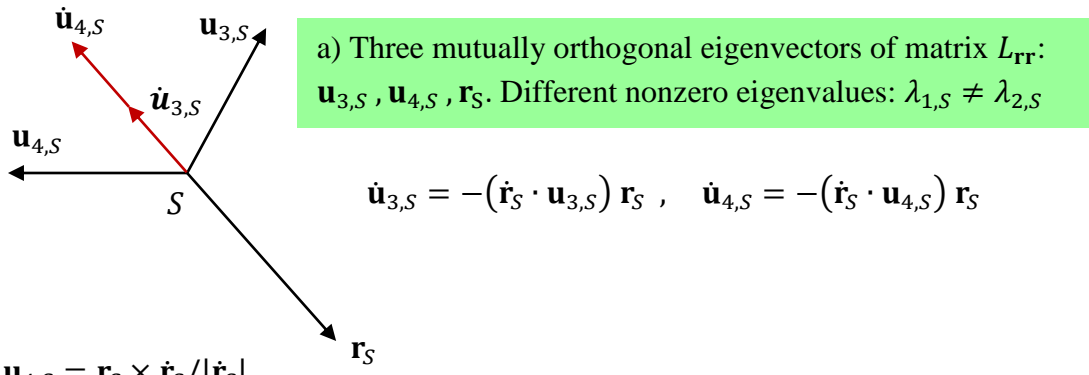 u̇₄,S
u₃,S
a) Three mutually orthogonal eigenvectors of matrix Lrr:
u₃,S , u₄,S , rS. Different nonzero eigenvalues: λ₁,S ≠ λ₂,S
u̇₃,S
u₄,S
S
u̇₃,S = −(ṙS · u₃,S) rS , u̇₄,S = −(ṙS · u₄,S) rS
rS